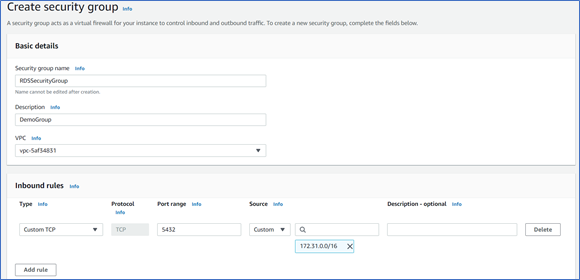 Create security group Info
A security group acts as a virtual firewall for your instance to control inbound and outbound traffic. To create a new security group, complete the fields below.
Basic details
Security group name Info
RDSSecurityGroup
Name cannot be edited after creation.
Description Info
DemoGroup
VPC Info
vpc-5af34831
Inbound rules Info
Type Info Protocol Info Port range Info Source Info Description - optional Info
Custom TCP TCP 5432 Custom Delete
172.31.0.0/16
Add rule